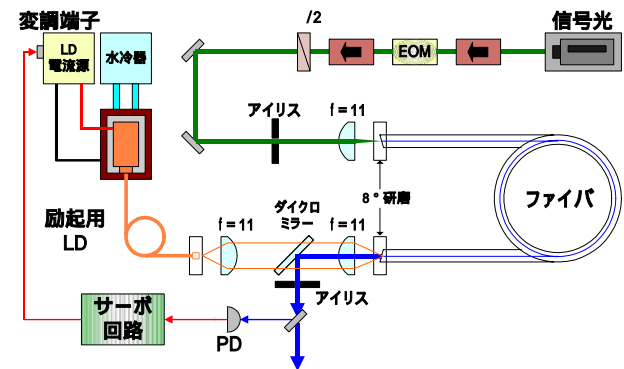 変調端子
LD
電流源
水冷器
/2
EOM
信号光
アイリス
f=11
8°研磨
ファイバ
励起用
LD
f=11
ダイクロ
ミラー
f=11
アイリス
サーボ
回路
PD